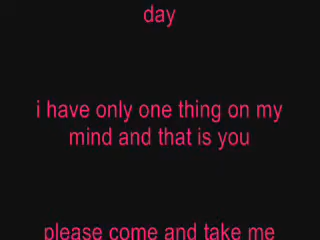 day
i have only one thing on my
mind and that is you
please come and take me